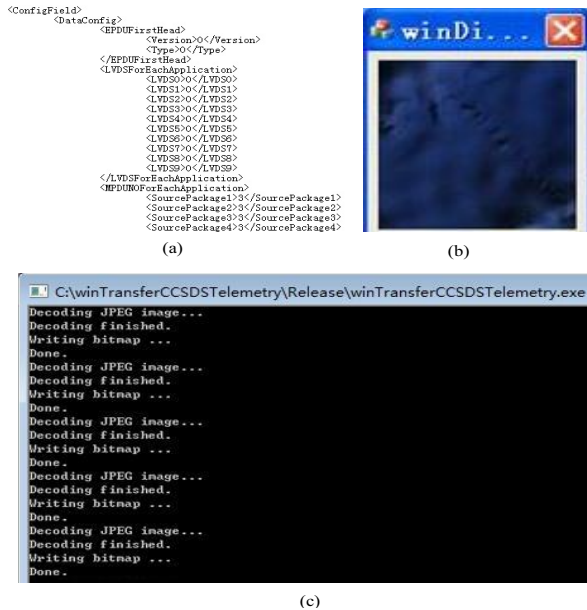 <ConfigField>
<DataConfig>
<EPDUFirstHead>
<Version>0</Version>
<Type>0</Type>
</EPDUFirstHead>
<LVDSForEachApplication>
<LVDS0>0</LVDS0>
<LVDS1>0</LVDS1>
<LVDS2>0</LVDS2>
<LVDS3>0</LVDS3>
<LVDS4>0</LVDS4>
<LVDS5>0</LVDS5>
<LVDS6>0</LVDS6>
<LVDS7>0</LVDS7>
<LVDS8>0</LVDS8>
<LVDS9>0</LVDS9>
</LVDSForEachApplication>
<MPDUNOForEachApplication>
<SourcePackage1>3</SourcePackage1>
<SourcePackage2>3</SourcePackage2>
<SourcePackage3>3</SourcePackage3>
<SourcePackage4>3</SourcePackage4>
(a)
winDi...
(b)
C:\winTransferCCSDSTelemetry\Release\winTransferCCSDSTelemetry.exe
Decoding JPEG image...
Decoding finished.
Writing bitmap ...
Done.
Decoding JPEG image...
Decoding finished.
Writing bitmap ...
Done.
Decoding JPEG image...
Decoding finished.
Writing bitmap ...
Done.
Decoding JPEG image...
Decoding finished.
Writing bitmap ...
Done.
Decoding JPEG image...
Decoding finished.
Writing bitmap ...
Done.
(c)